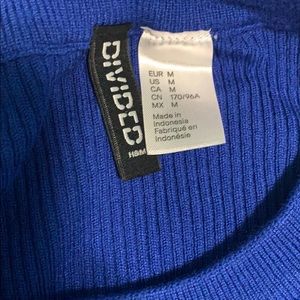 DIVIDED
H&M
EUR M
US M
CA M
CN 170/96A
MX M
Made in
Indonesia
Fabriqué en
Indonésie